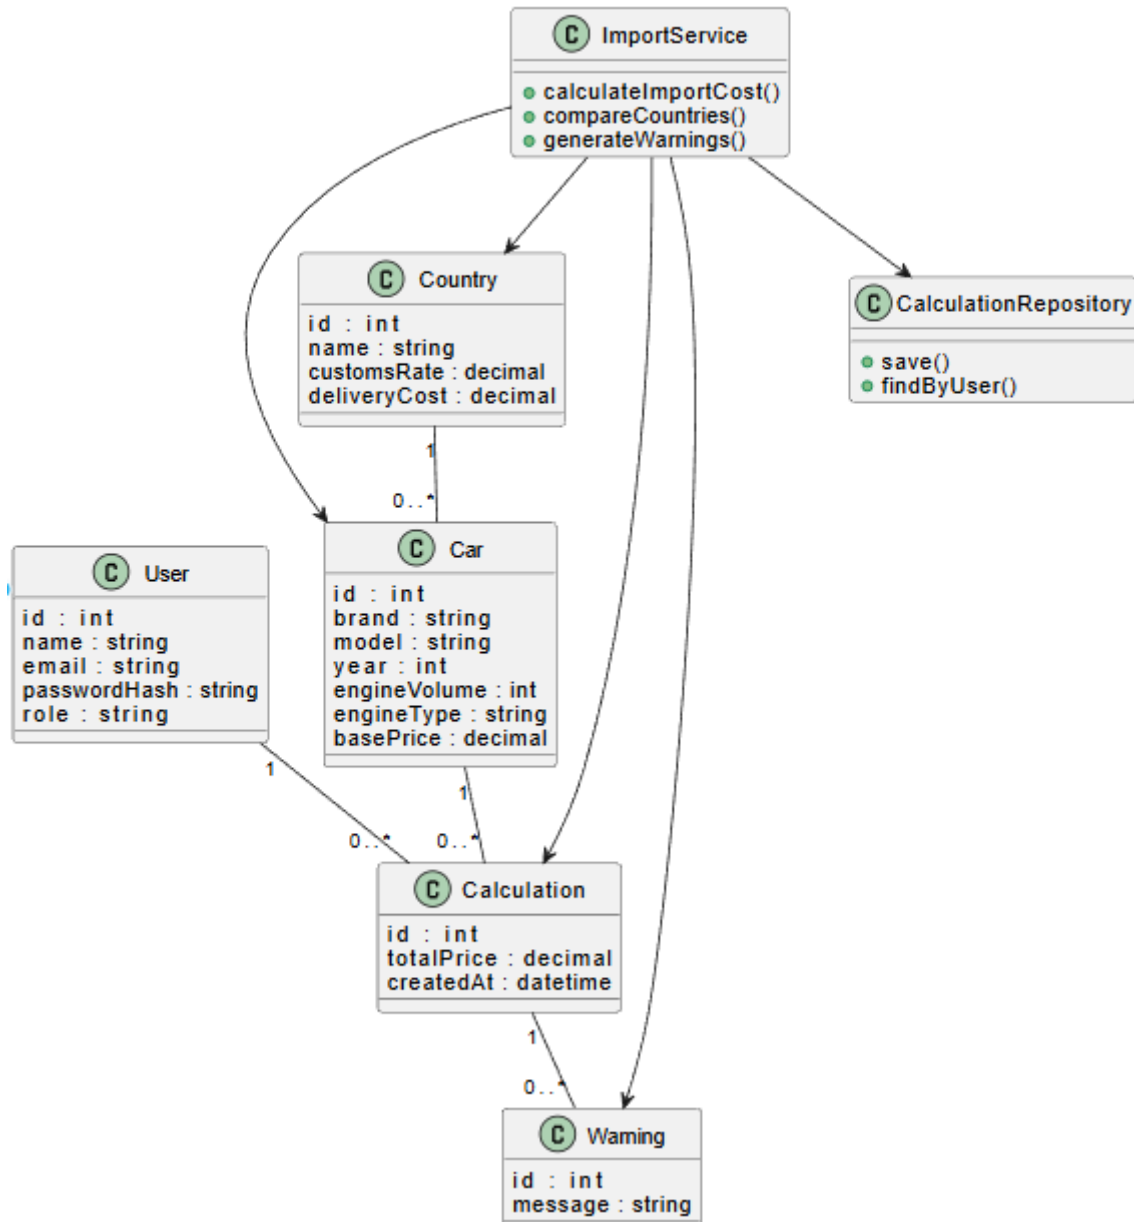 C ImportService
calculateImportCost()
compareCountries()
generateWarnings()
C Country
id : int
name : string
customsRate : decimal
deliveryCost : decimal
C CalculationRepository
save()
findByUser()
1
0..*
C User
id : int
name : string
email : string
passwordHash : string
role : string
C Car
id : int
brand : string
model : string
year : int
engineVolume : int
engineType : string
basePrice : decimal
1
1
0..*
0..*
C Calculation
id : int
totalPrice : decimal
createdAt : datetime
1
0..*
C Warning
id : int
message : string